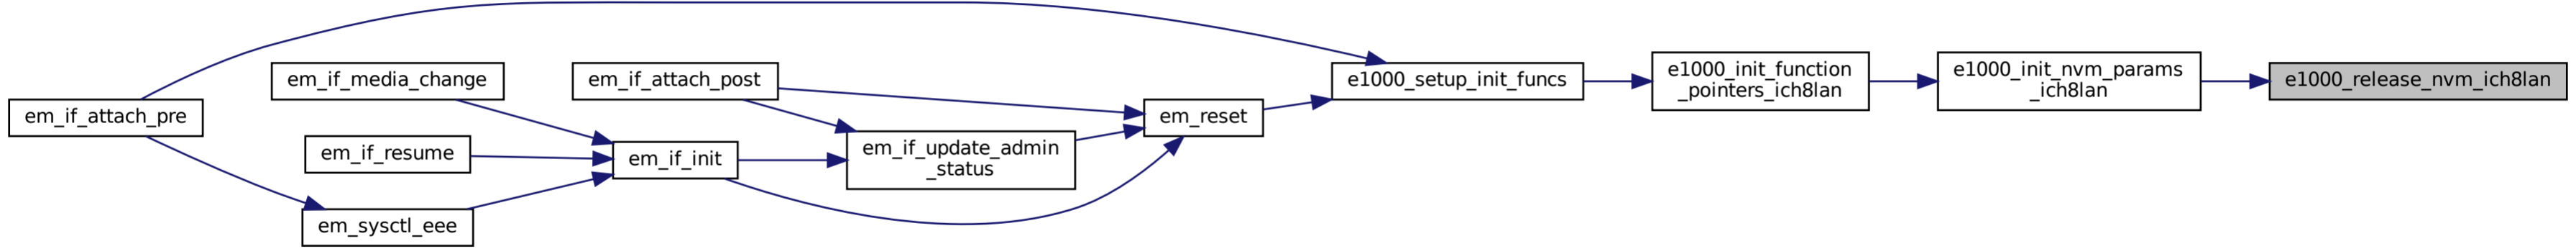 em_if_attach_pre
em_if_media_change
em_if_resume
em_sysctl_eee
em_if_attach_post
em_if_init
em_if_update_admin
_status
em_reset
e1000_setup_init_funcs
e1000_init_function
_pointers_ich8lan
e1000_init_nvm_params
_ich8lan
e1000_release_nvm_ich8lan